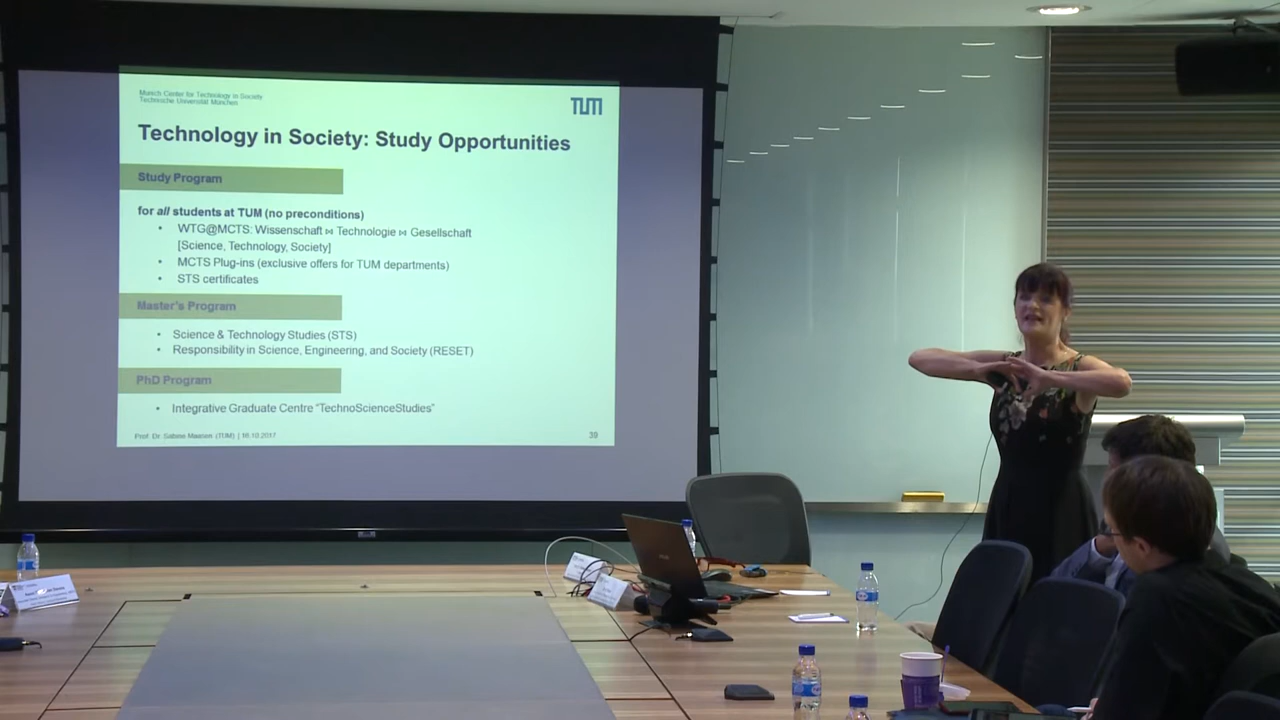 Munich Center for Technology in Society
Technische Universität München
TUM
Technology in Society: Study Opportunities
Study Program
for all students at TUM (no preconditions)
• WTG@MCTS: Wissenschaft ⋈ Technologie ⋈ Gesellschaft
[Science, Technology, Society]
• MCTS Plug-ins (exclusive offers for TUM departments)
• STS certificates
Master's Program
• Science & Technology Studies (STS)
• Responsibility in Science, Engineering, and Society (RESET)
PhD Program
• Integrative Graduate Centre "TechnoScienceStudies"
Prof. Dr. Sabine Maasen (TUM) | 16.10.2017
39